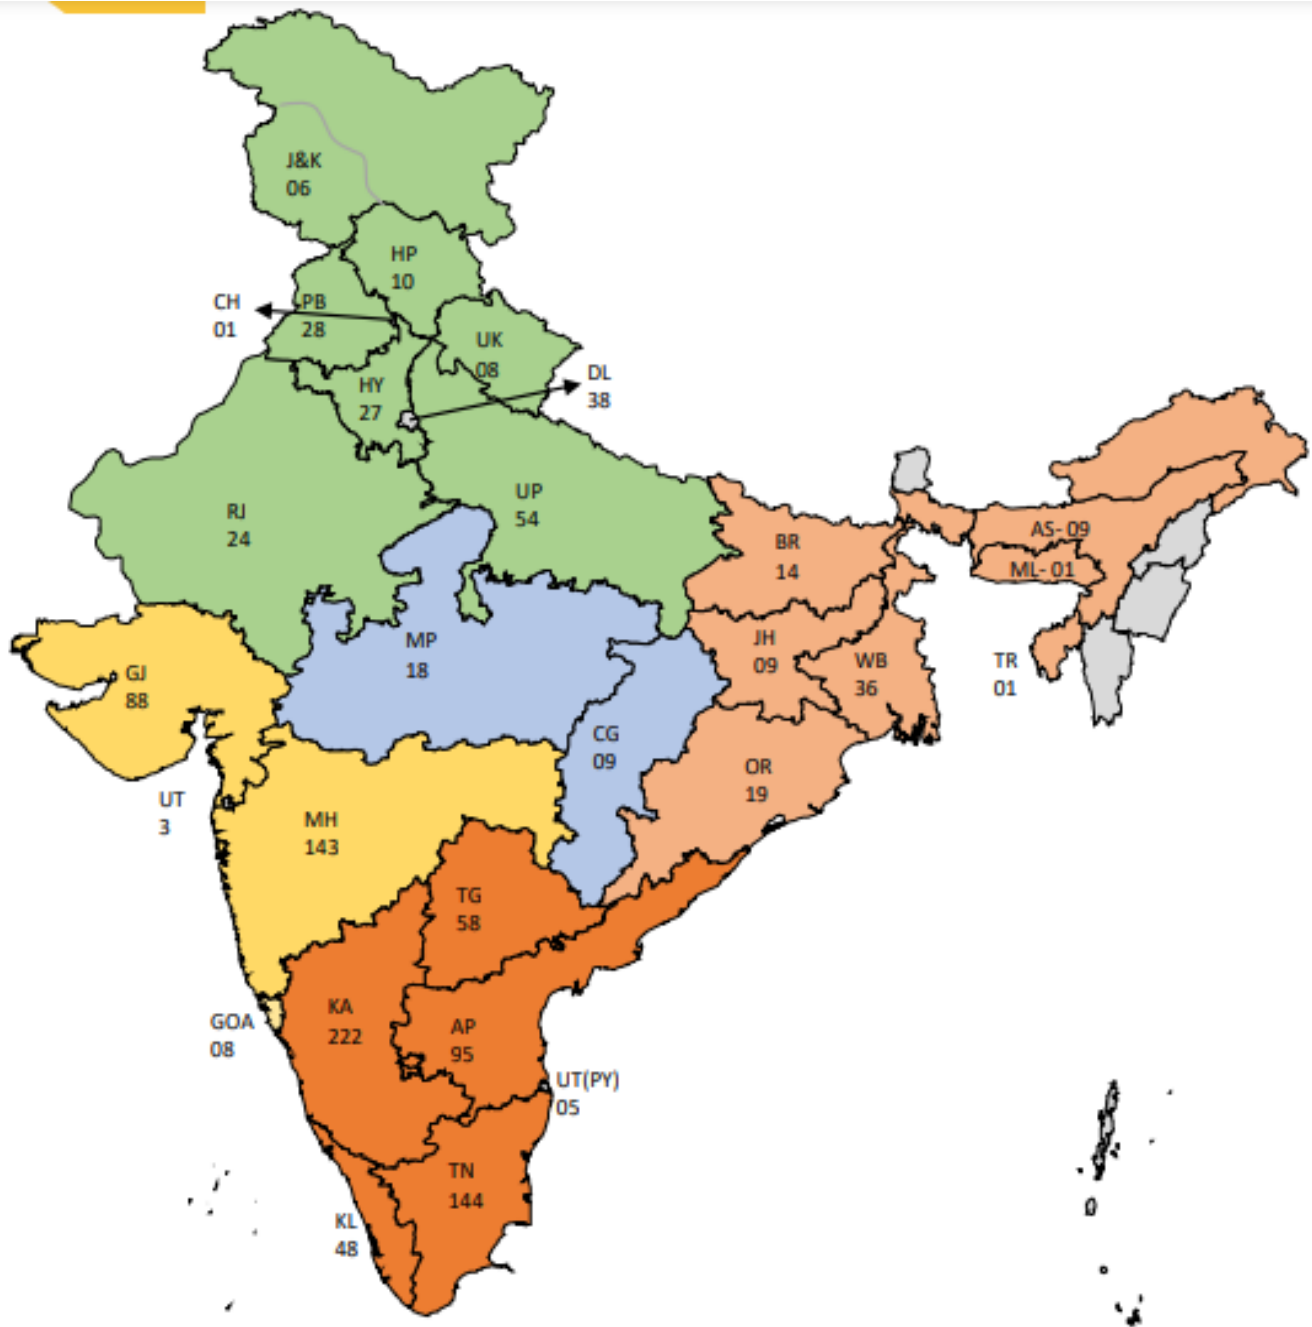 J&K
06
HP
10
CH
01
PB
28
UK
08
HY
27
DL
38
RJ
24
UP
54
BR
14
AS- 09
ML- 01
MP
18
JH
09
WB
36
TR
01
GJ
88
CG
09
OR
19
UT
3
MH
143
TG
58
KA
222
GOA
08
AP
95
UT(PY)
05
TN
144
KL
48